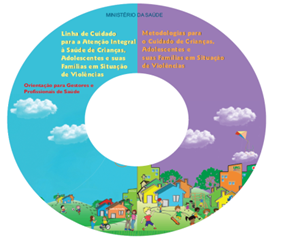 MINISTÉRIO DA SAÚDE
Linha de Cuidado
para a Atenção Integral
à Saúde de Crianças,
Adolescentes e suas
Famílias em Situação
de Violências
Orientação para Gestores e
Profissionais de Saúde
Metodologias para
o Cuidado de Crianças,
Adolescentes e
suas Famílias em Situação
de Violências